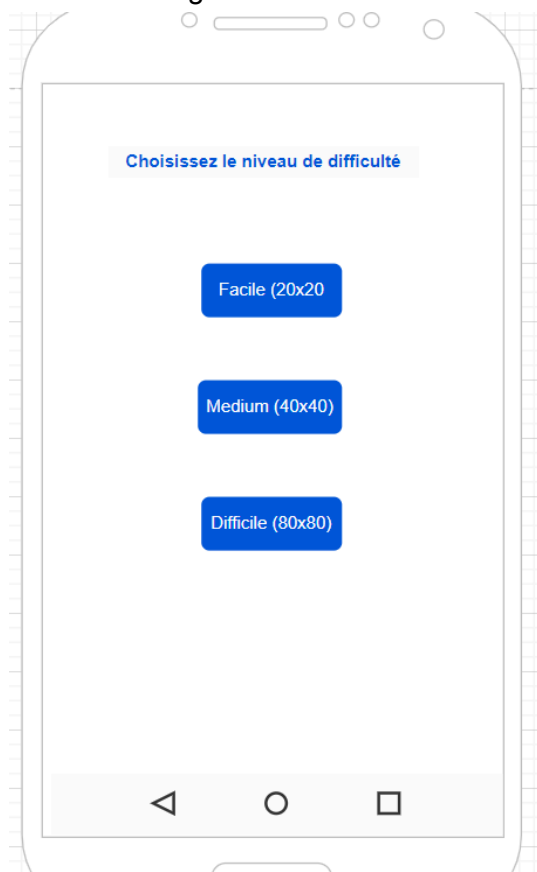 Choisissez le niveau de difficulté
Facile (20x20
Medium (40x40)
Difficile (80x80)